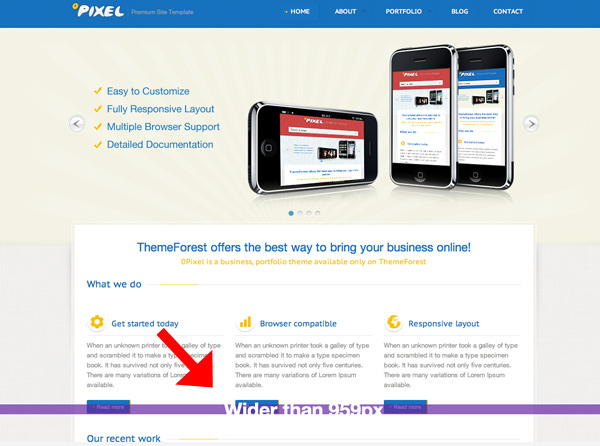 0PIXEL Premium Site Template
HOME ABOUT PORTFOLIO BLOG CONTACT
Easy to Customize
Fully Responsive Layout
Multiple Browser Support
Detailed Documentation
0PIXEL
0PIXEL
0PIXEL
ThemeForest offers the best way to bring your business online!
0Pixel is a business, portfolio theme available only on ThemeForest
What we do
Get started today
When an unknown printer took a galley of type
and scrambled it to make a type specimen
book. It has survived not only five centuries.
There are many variations of Lorem Ipsum
available.
Read more
Browser compatible
When an unknown printer took a galley of type
and scrambled it to make a type specimen
book. It has survived not only five centuries.
There are many variations of Lorem Ipsum
available.
Responsive layout
When an unknown printer took a galley of type
and scrambled it to make a type specimen
book. It has survived not only five centuries.
There are many variations of Lorem Ipsum
available.
Read more
Wider than 959px
Our recent work